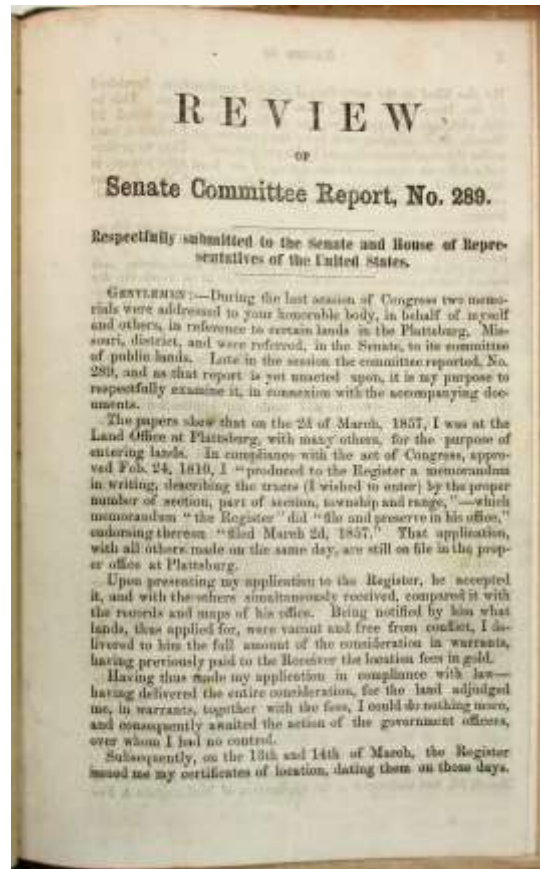 REVIEW
OF
Senate Committee Report, No. 289.
Respectfully submitted to the Senate and House of Repre-
sentatives of the United States.
GENTLEMEN:—During the last session of Congress two memo-
rials were addressed to your honorable body, in behalf of myself
and others, in reference to certain lands in the Plattsburg, Mis-
souri, district, and were referred, in the Senate, to its committee
of public lands. Late in the session the committee reported, No.
289, and as that report is yet unacted upon, it is my purpose to
respectfully examine it, in connexion with the accompanying doc-
uments.
The papers shew that on the 2d of March, 1857, I was at the
Land Office at Plattsburg, with many others, for the purpose of
entering lands. In compliance with the act of Congress, appro-
ved Feb. 24, 1810, I "produced to the Register a memorandum
in writing, describing the tracts (I wished to enter) by the proper
number of section, part of section, township and range,"—which
memorandum "the Register" did "file and preserve in his office,"
endorsing thereon "filed March 2d, 1857." That application,
with all others made on the same day, are still on file in the prop-
er office at Plattsburg.
Upon presenting my application to the Register, he accepted
it, and with the others simultaneously received, compared it with
the records and maps of his office. Being notified by him what
lands, thus applied for, were vacant and free from conflict, I de-
livered to him the full amount of the consideration in warrants,
having previously paid to the Receiver the location fees in gold.
Having thus made my application in compliance with law—
having delivered the entire consideration, for the land adjudged
me, in warrants, together with the fees, I could do nothing more,
and consequently awaited the action of the government officers,
over whom I had no control.
Subsequently, on the 13th and 14th of March, the Register
issued me my certificates of location, dating them on those days.